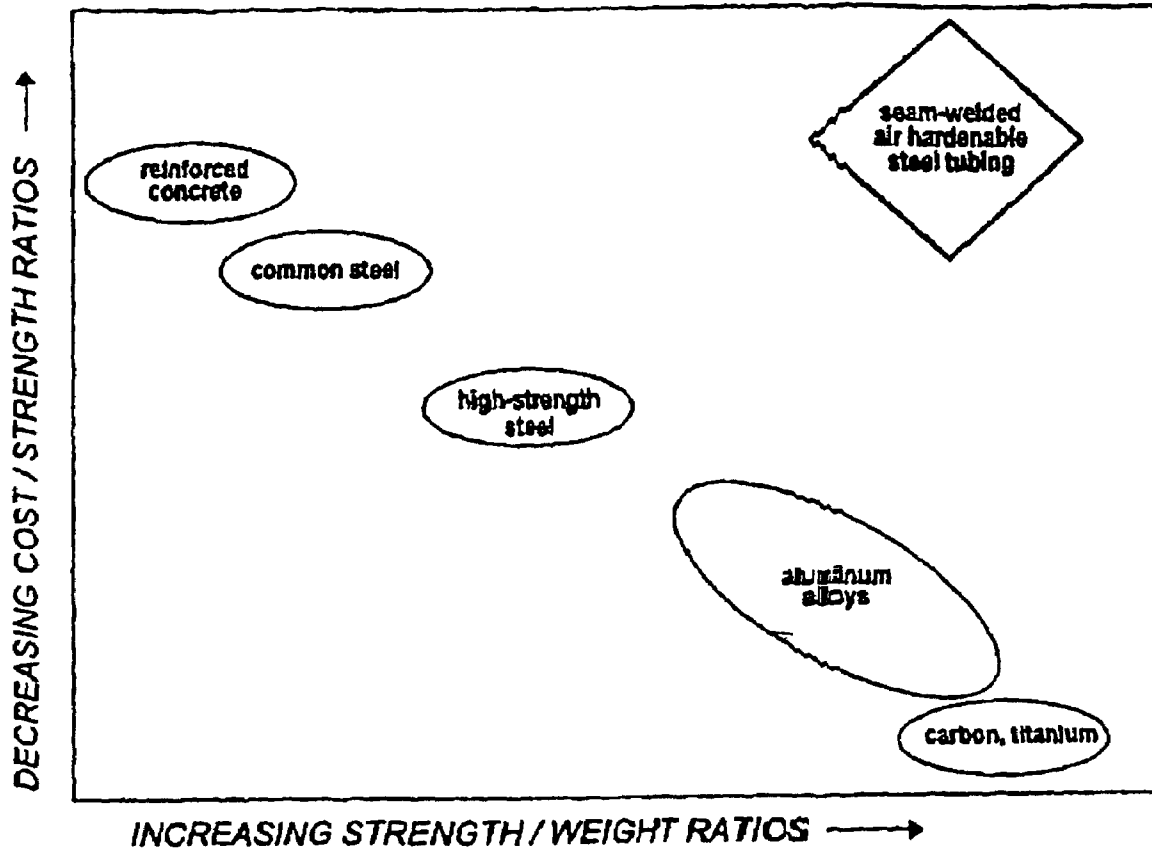 DECREASING COST / STRENGTH RATIOS
seam-welded
air hardenable
steel tubing
reinforced
concrete
common steel
high-strength
steel
aluminum
alloys
carbon, titanium
INCREASING STRENGTH / WEIGHT RATIOS